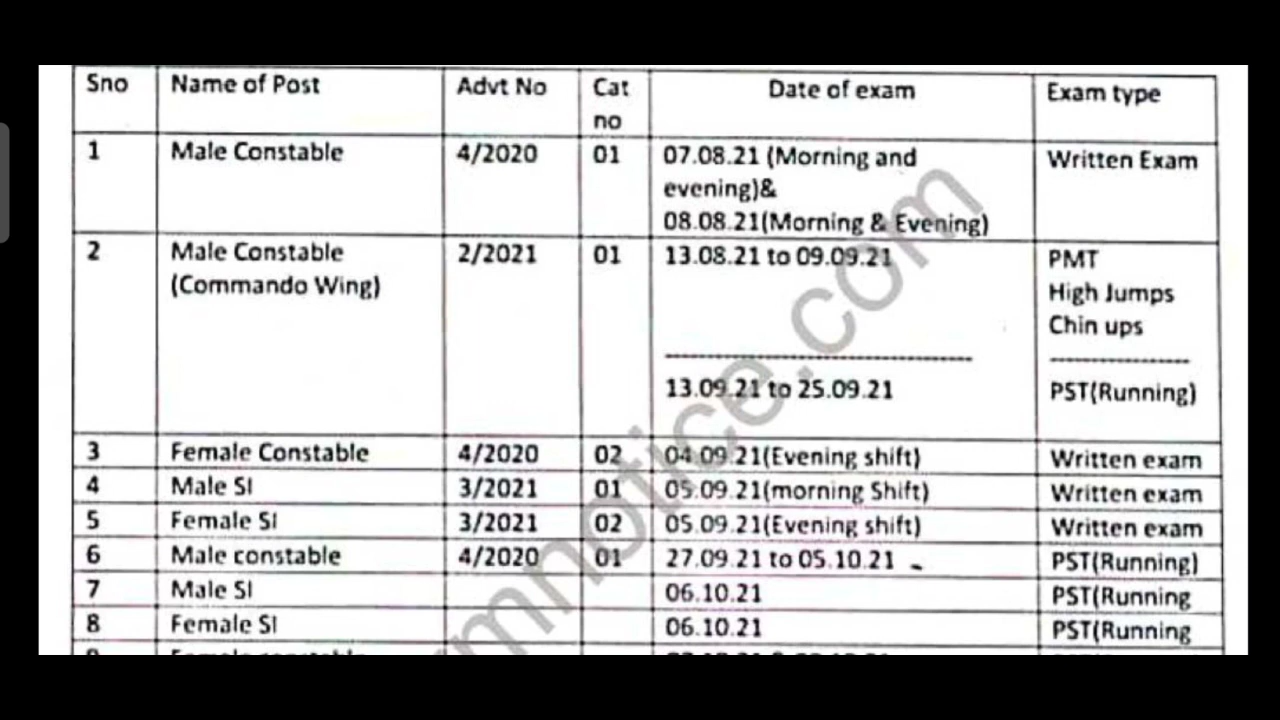 Sno Name of Post Advt No Cat no Date of exam Exam type
1 Male Constable 4/2020 01 07.08.21 (Morning and Written Exam
evening)&
08.08.21(Morning & Evening)
2 Male Constable 2/2021 01 13.08.21 to 09.09.21 PMT
(Commando Wing) High Jumps
Chin ups
13.09.21 to 25.09.21 PST(Running)
3 Female Constable 4/2020 02 04.09.21(Evening shift) Written exam
4 Male SI 3/2021 01 05.09.21(morning Shift) Written exam
5 Female SI 3/2021 02 05.09.21(Evening shift) Written exam
6 Male constable 4/2020 01 27.09.21 to 05.10.21 PST(Running)
7 Male SI 06.10.21 PST(Running
8 Female SI 06.10.21 PST(Running